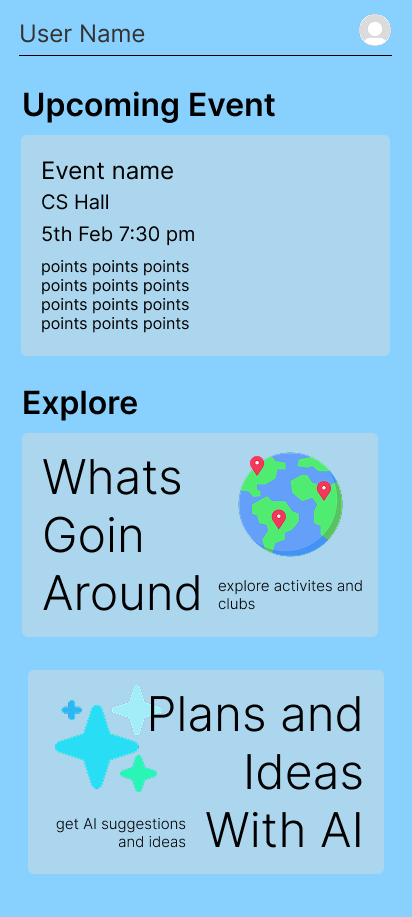 User Name
Upcoming Event
Event name
CS Hall
5th Feb 7:30 pm
points points points
points points points
points points points
points points points
Explore
Whats
Goin
Around
explore activites and
clubs
Plans and
Ideas
With AI
get AI suggestions
and ideas